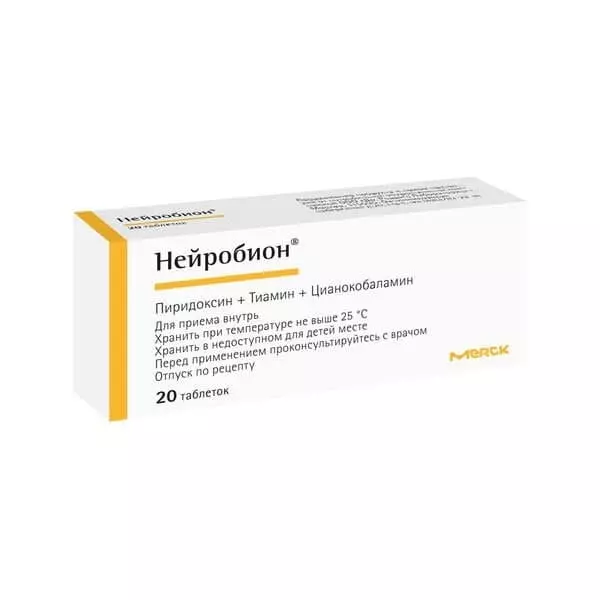 Нейробион®
20 таблеток
Нейробион®
Пиридоксин + Тиамин + Цианокобаламин
Для приема внутрь
Хранить при температуре не выше 25 °C
Хранить в недоступном для детей месте
Перед применением проконсультируйтесь с врачом
Отпуск по рецепту
20 таблеток
Merck